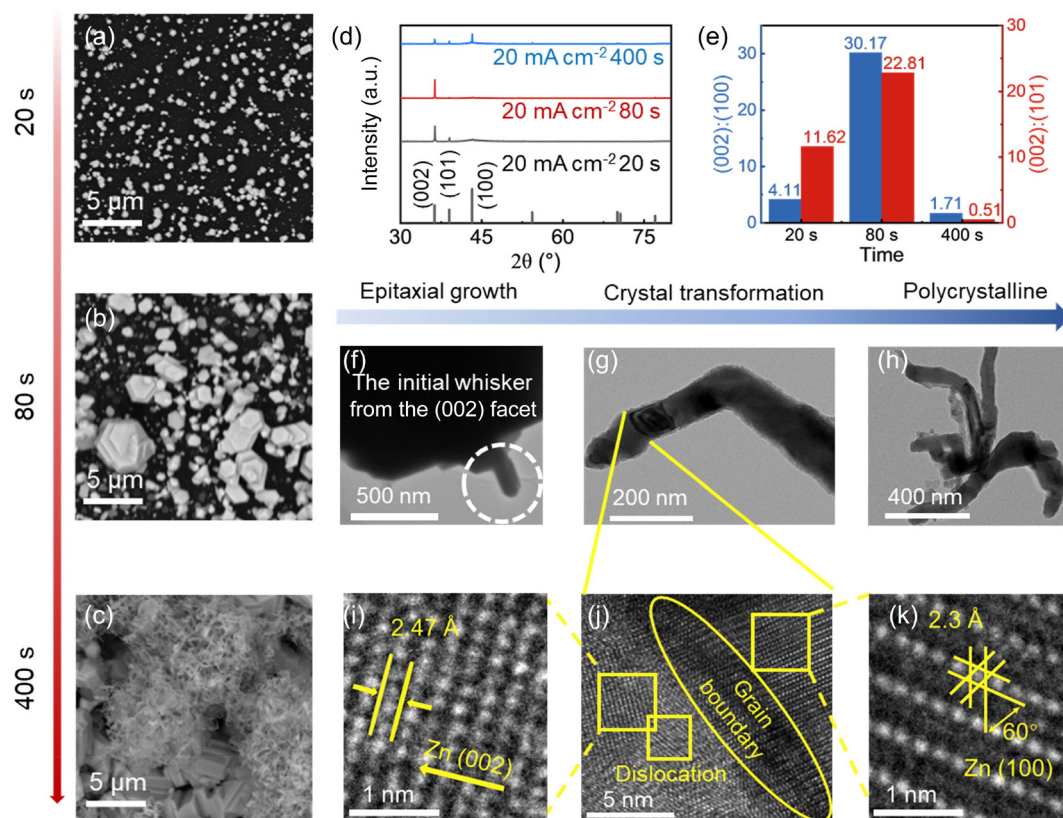 20 s
80 s
400 s
(a)
5 µm
(b)
5 µm
(c)
5 µm
(d)
Intensity (a.u.)
20 mA cm-2 400 s
20 mA cm-2 80 s
20 mA cm-2 20 s
(002)
(101)
(100)
30 45 60 75
2θ (°)
(e)
(002):(100)
30
20
10
0
4.11
11.62
30.17
22.81
1.71
0.51
30
20
10
0
(002):(101)
20 s 80 s 400 s
Time
Epitaxial growth
Crystal transformation
Polycrystalline
(f)
The initial whisker
from the (002) facet
500 nm
(g)
200 nm
(h)
400 nm
(i)
2.47 Å
Zn (002)
1 nm
(j)
Grain
boundary
Dislocation
5 nm
(k)
2.3 Å
60°
Zn (100)
1 nm